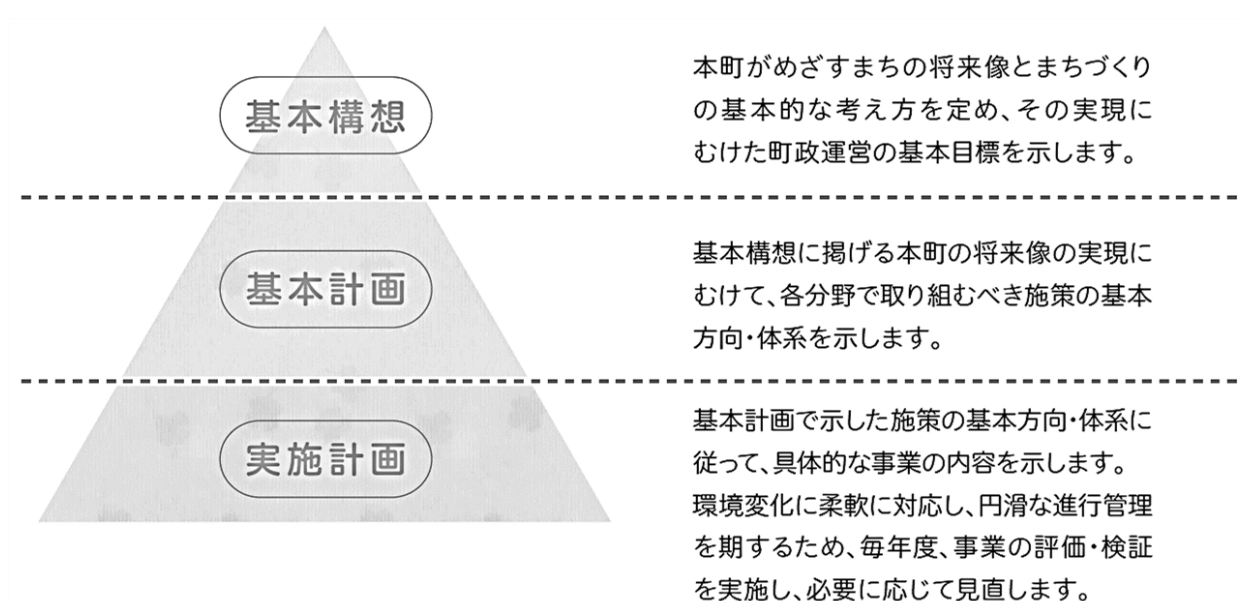 基本構想
本町がめざすまちの将来像とまちづくり
の基本的な考え方を定め、その実現に
むけた町政運営の基本目標を示します。
基本計画
基本構想に掲げる本町の将来像の実現に
むけて、各分野で取り組むべき施策の基本
方向・体系を示します。
実施計画
基本計画で示した施策の基本方向・体系に
従って、具体的な事業の内容を示します。
環境変化に柔軟に対応し、円滑な進行管理
を期するため、毎年度、事業の評価・検証
を実施し、必要に応じて見直します。